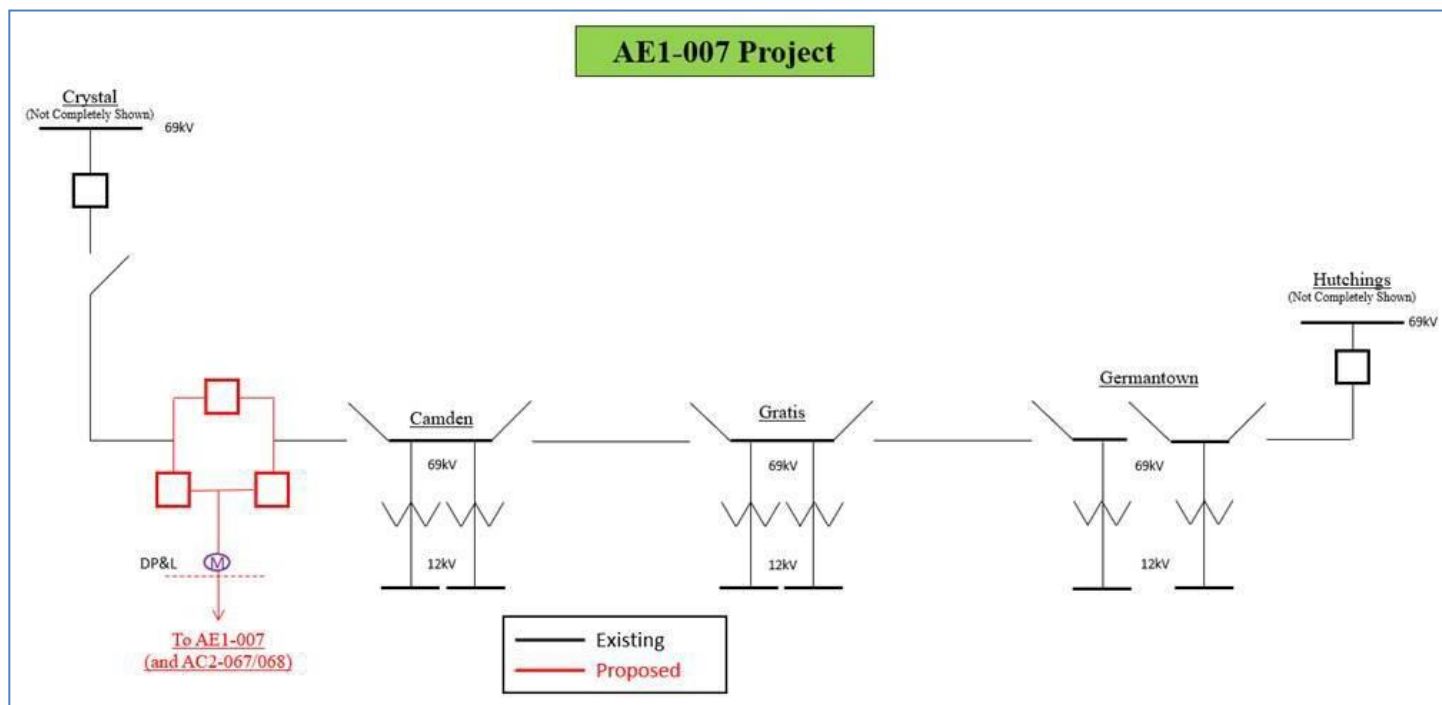 AE1-007 Project
Crystal
(Not Completely Shown)
69kV
Hutchings
(Not Completely Shown)
69kV
Camden
69kV
12kV
Gratis
69kV
12kV
Germantown
69kV
12kV
DP&L
M
To AE1-007
(and AC2-067/068)
Existing
Proposed